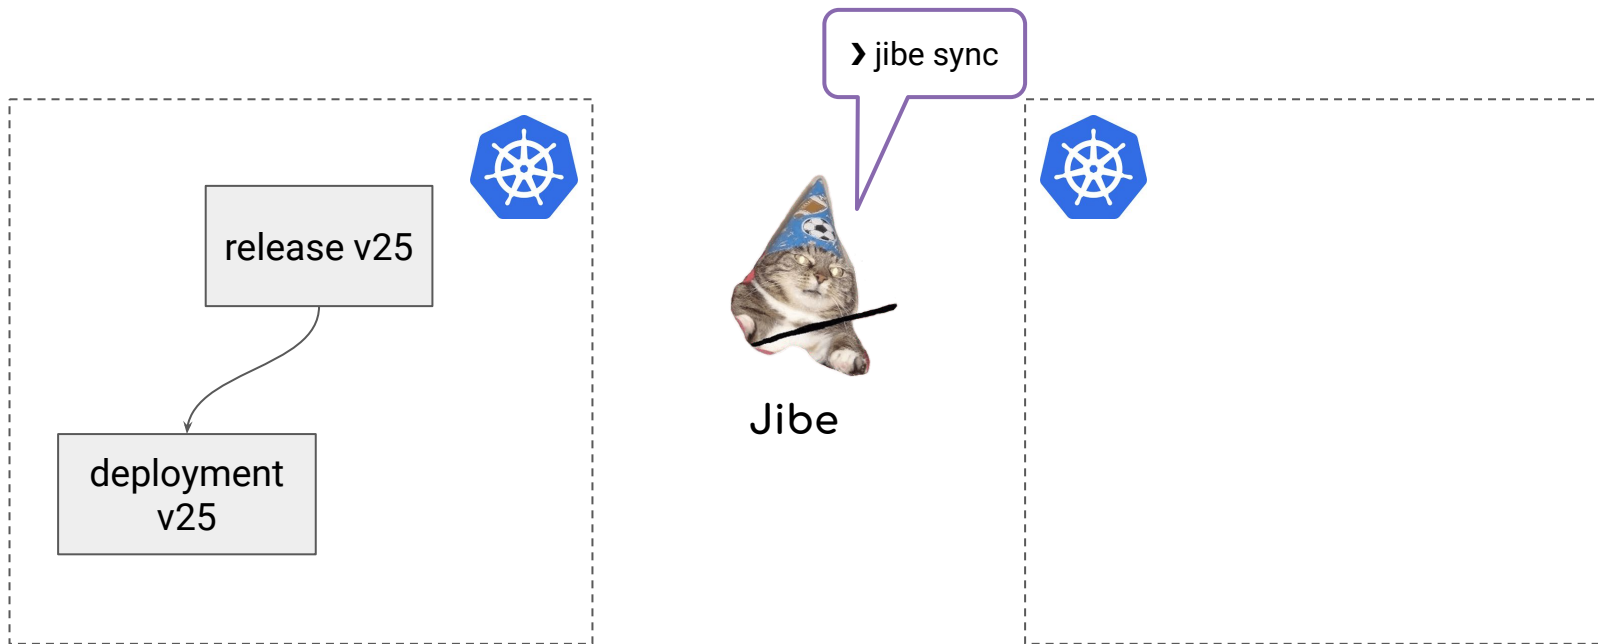 ❯ jibe sync
release v25
Jibe
deployment
v25